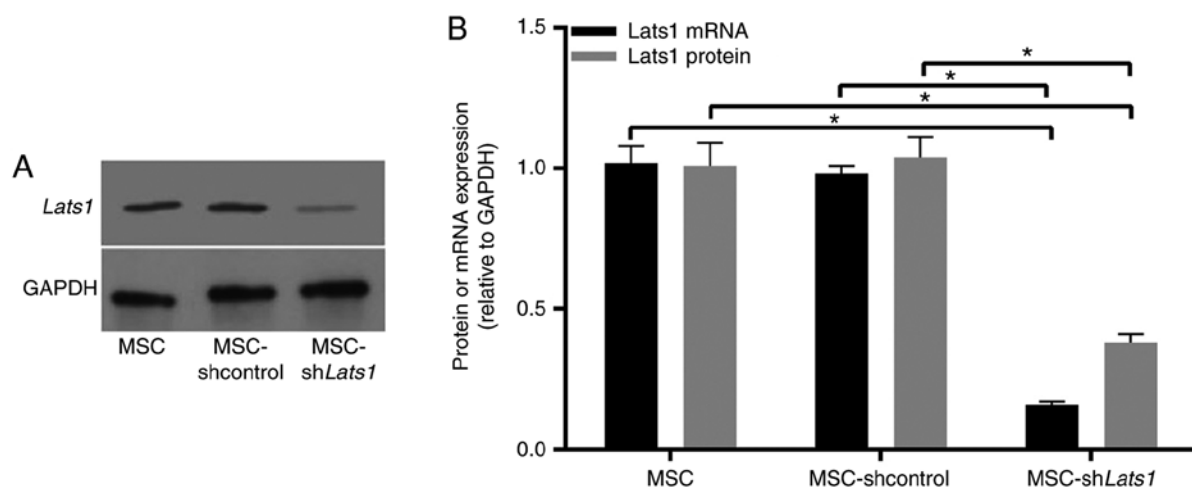 A
Lats1
GAPDH
MSC
MSC-
shcontrol
MSC-
shLats1
B
Protein or mRNA expression
(relative to GAPDH)
1.5
1.0
0.5
0.0
Lats1 mRNA
Lats1 protein
*
*
*
*
MSC
MSC-shcontrol
MSC-shLats1